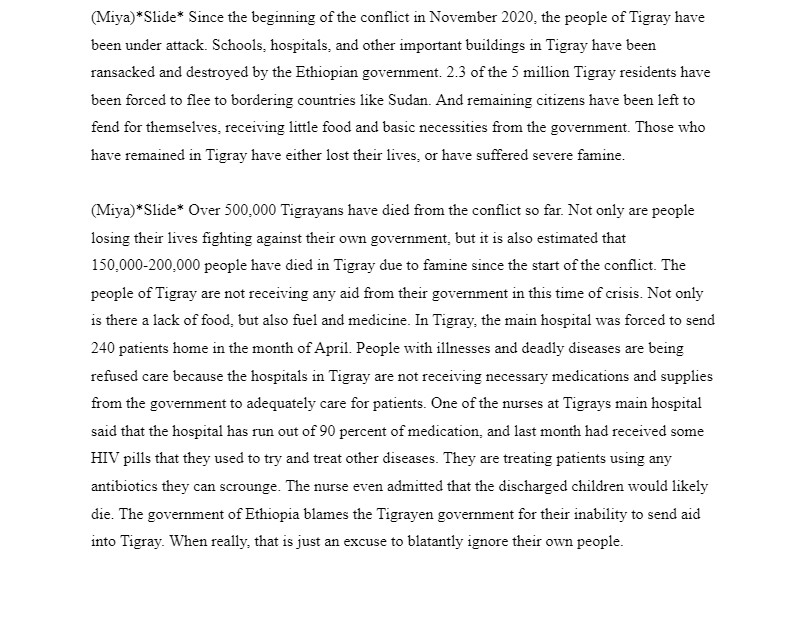 (Miya)*Slide* Since the beginning of the conflict in November 2020, the people of Tigray have
been under attack. Schools, hospitals, and other important buildings in Tigray have been
ransacked and destroyed by the Ethiopian government. 2.3 of the 5 million Tigray residents have
been forced to flee to bordering countries like Sudan. And remaining citizens have been left to
fend for themselves, receiving little food and basic necessities from the government. Those who
have remained in Tigray have either lost their lives, or have suffered severe famine.

(Miya)*Slide* Over 500,000 Tigrayans have died from the conflict so far. Not only are people
losing their lives fighting against their own government, but it is also estimated that
150,000-200,000 people have died in Tigray due to famine since the start of the conflict. The
people of Tigray are not receiving any aid from their government in this time of crisis. Not only
is there a lack of food, but also fuel and medicine. In Tigray, the main hospital was forced to send
240 patients home in the month of April. People with illnesses and deadly diseases are being
refused care because the hospitals in Tigray are not receiving necessary medications and supplies
from the government to adequately care for patients. One of the nurses at Tigrays main hospital
said that the hospital has run out of 90 percent of medication, and last month had received some
HIV pills that they used to try and treat other diseases. They are treating patients using any
antibiotics they can scrounge. The nurse even admitted that the discharged children would likely
die. The government of Ethiopia blames the Tigrayen government for their inability to send aid
into Tigray. When really, that is just an excuse to blatantly ignore their own people.